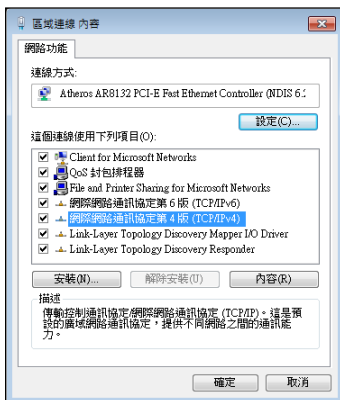 區域連線 內容
網路功能
連線方式:
Atheros AR8132 PCI-E Fast Ethernet Controller (NDIS 6.:
設定(C)...
這個連線使用下列項目(O):
Client for Microsoft Networks
QoS 封包排程器
File and Printer Sharing for Microsoft Networks
網際網路通訊協定第 6 版 (TCP/IPv6)
網際網路通訊協定第 4 版 (TCP/IPv4)
Link-Layer Topology Discovery Mapper I/O Driver
Link-Layer Topology Discovery Responder
安裝(N)... 解除安裝(U) 內容(R)
描述
傳輸控制通訊協定/網際網路通訊協定 (TCP/IP)。這是預
設的廣域網路通訊協定，提供不同網路之間的通訊能
力。
確定 取消